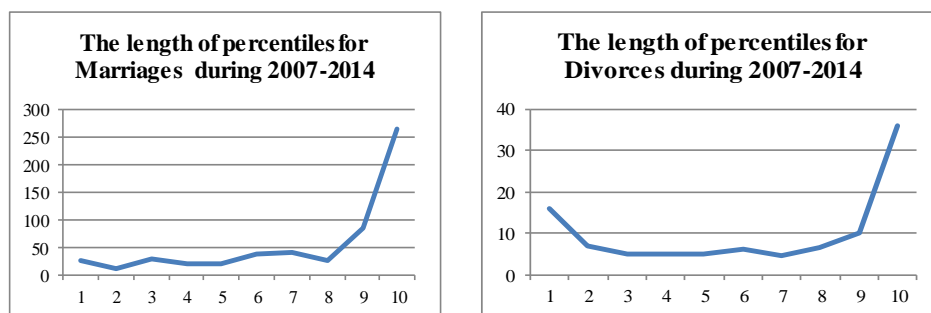 The length of percentiles for
Marriages during 2007-2014
300
250
200
150
100
50
0
1 2 3 4 5 6 7 8 9 10
The length of percentiles for
Divorces during 2007-2014
40
30
20
10
0
1 2 3 4 5 6 7 8 9 10